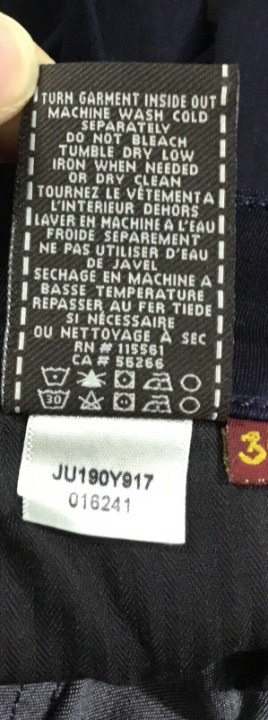 TURN GARMENT INSIDE OUT
MACHINE WASH COLD
SEPARATELY
DO NOT BLEACH
TUMBLE DRY LOW
IRON WHEN NEEDED
OR DRY CLEAN
TOURNEZ LE VÊTEMENT A
L'INTERIEUR DEHORS
LAVER EN MACHINE A L'EAU
FROIDE SEPAREMENT
NE PAS UTILISER D'EAU
DE JAVEL
SECHAGE EN MACHINE A
BASSE TEMPERATURE
REPASSER AU FER TIEDE
SI NÉCESSAIRE
OU NETTOYAGE À SEC
RN # 115561
CA # 56266
30
JU190Y917
016241
3